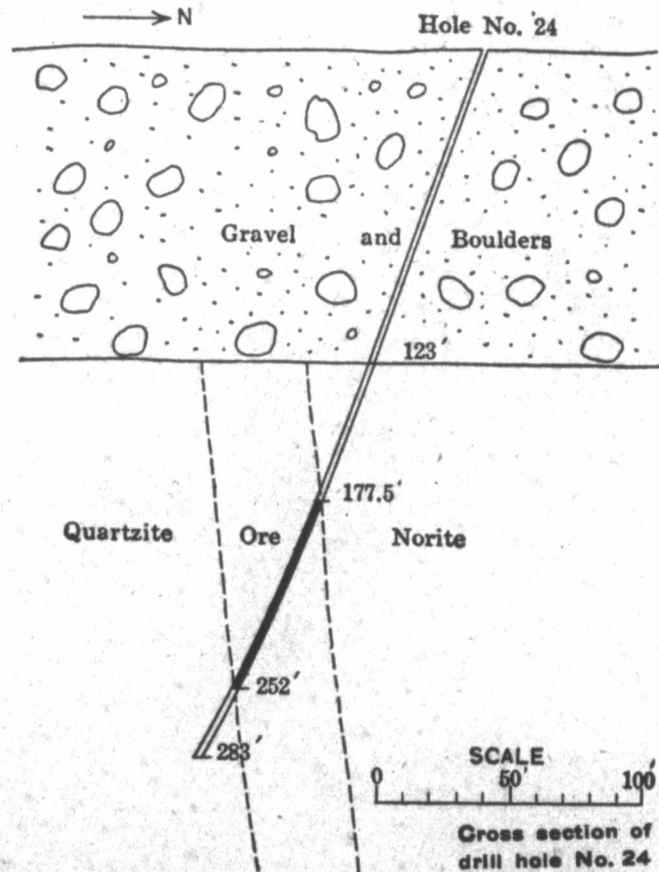 N
Hole No. 24
Gravel and Boulders
123'
177.5'
Quartzite Ore Norite
252'
283'
SCALE
0 50' 100'
Cross section of
drill hole No. 24